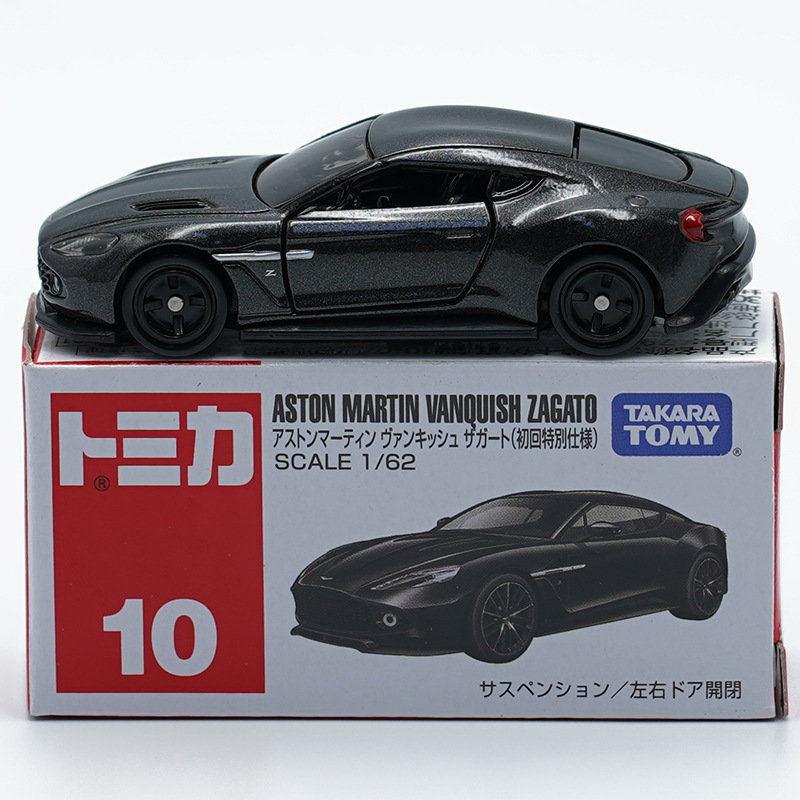 Z
トミカ®
10
ASTON MARTIN VANQUISH ZAGATO
アストンマーティン ヴァンキッシュ ザガート(初回特別仕様)
SCALE 1/62
TAKARA
TOMY®
サスペンション/左右ドア開閉